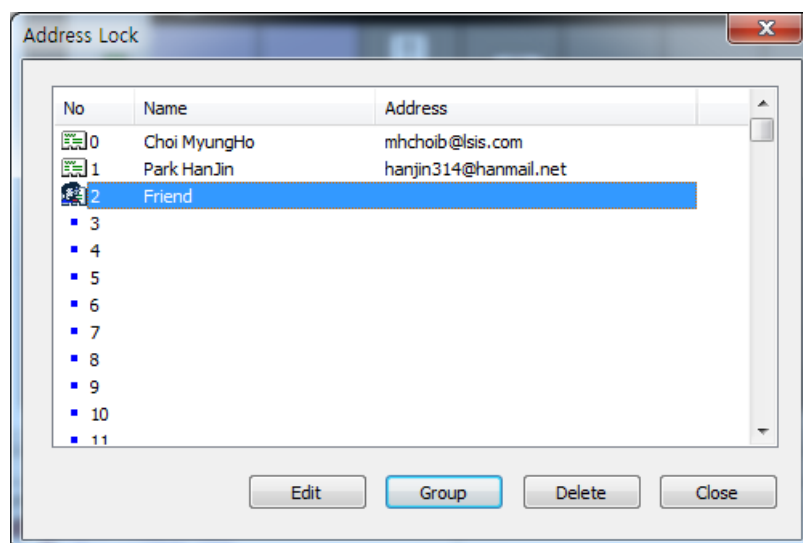 Address Lock
No Name Address
0 Choi MyungHo mhchoib@lsis.com
1 Park HanJin hanjin314@hanmail.net
2 Friend
3
4
5
6
7
8
9
10
11
Edit Group Delete Close